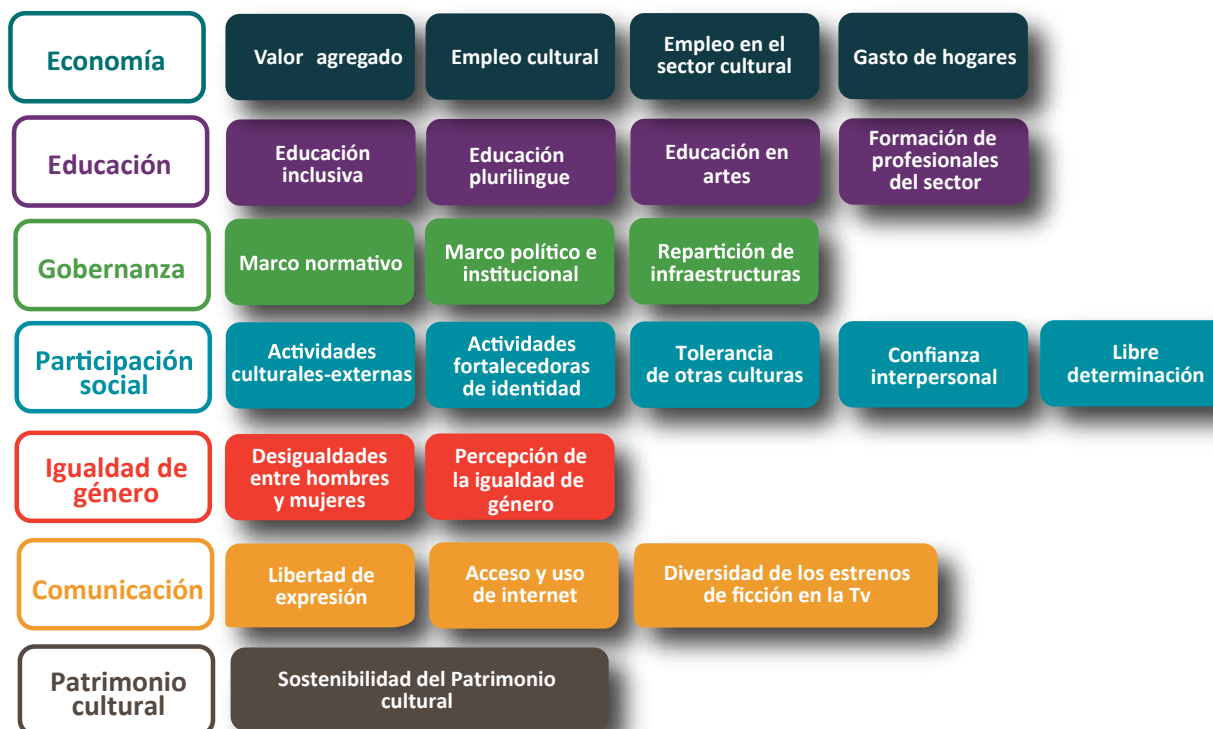 Economía
Valor agregado
Empleo cultural
Empleo en el
sector cultural
Gasto de hogares
Educación
Educación
inclusiva
Educación
plurilingue
Educación en
artes
Formación de
profesionales
del sector
Gobernanza
Marco normativo
Marco político e
institucional
Repartición de
infraestructuras
Participación
social
Actividades
culturales-externas
Actividades
fortalecedoras
de identidad
Tolerancia
de otras culturas
Confianza
interpersonal
Libre
determinación
Igualdad de
género
Desigualdades
entre hombres
y mujeres
Percepción de
la igualdad de
género
Comunicación
Libertad de
expresión
Acceso y uso
de internet
Diversidad de los estrenos
de ficción en la Tv
Patrimonio
cultural
Sostenibilidad del Patrimonio
cultural